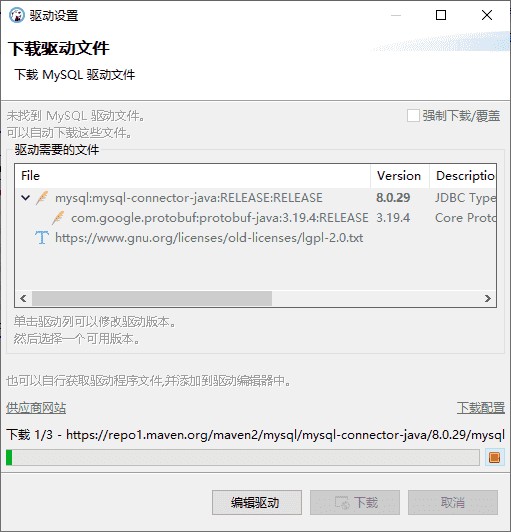 驱动设置
下载驱动文件
下载 MySQL 驱动文件
未找到 MySQL 驱动文件。
可以自动下载这些文件。
强制下载/覆盖
驱动需要的文件
File Version Description
mysql:mysql-connector-java:RELEASE:RELEASE 8.0.29 JDBC Type
com.google.protobuf:protobuf-java:3.19.4:RELEASE 3.19.4 Core Proto
https://www.gnu.org/licenses/old-licenses/lgpl-2.0.txt
单击驱动列可以修改驱动版本。
然后选择一个可用版本。
也可以自行获取驱动程序文件,并添加到驱动编辑器中。
供应商网站 下载配置
下载 1/3 - https://repo1.maven.org/maven2/mysql/mysql-connector-java/8.0.29/mysql
编辑驱动 下载 取消